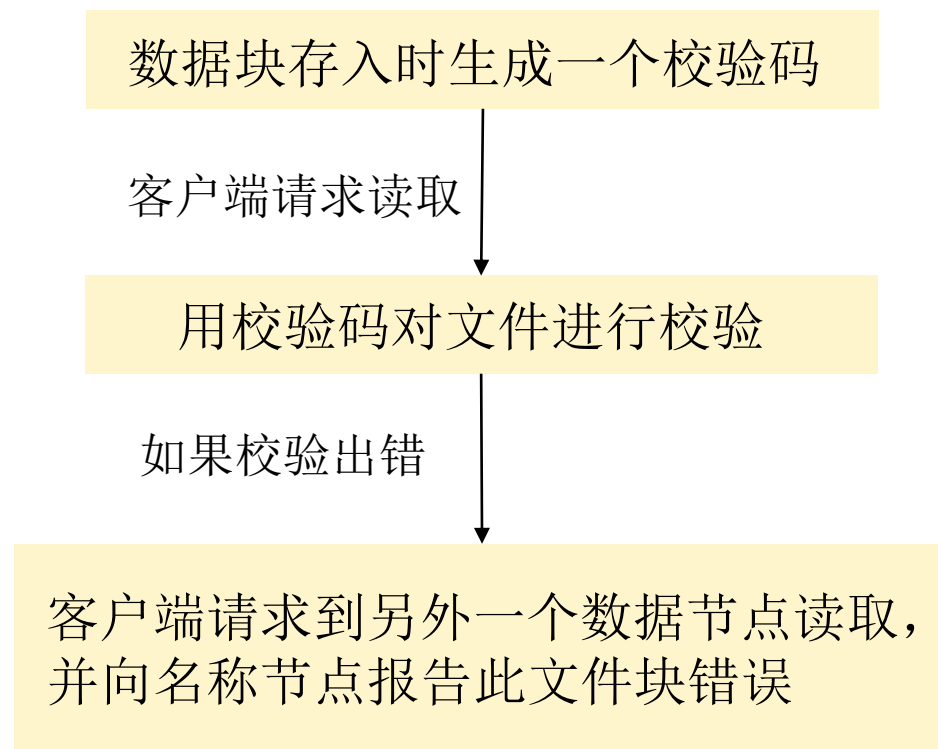 数据块存入时生成一个校验码
客户端请求读取
用校验码对文件进行校验
如果校验出错
客户端请求到另外一个数据节点读取，
并向名称节点报告此文件块错误